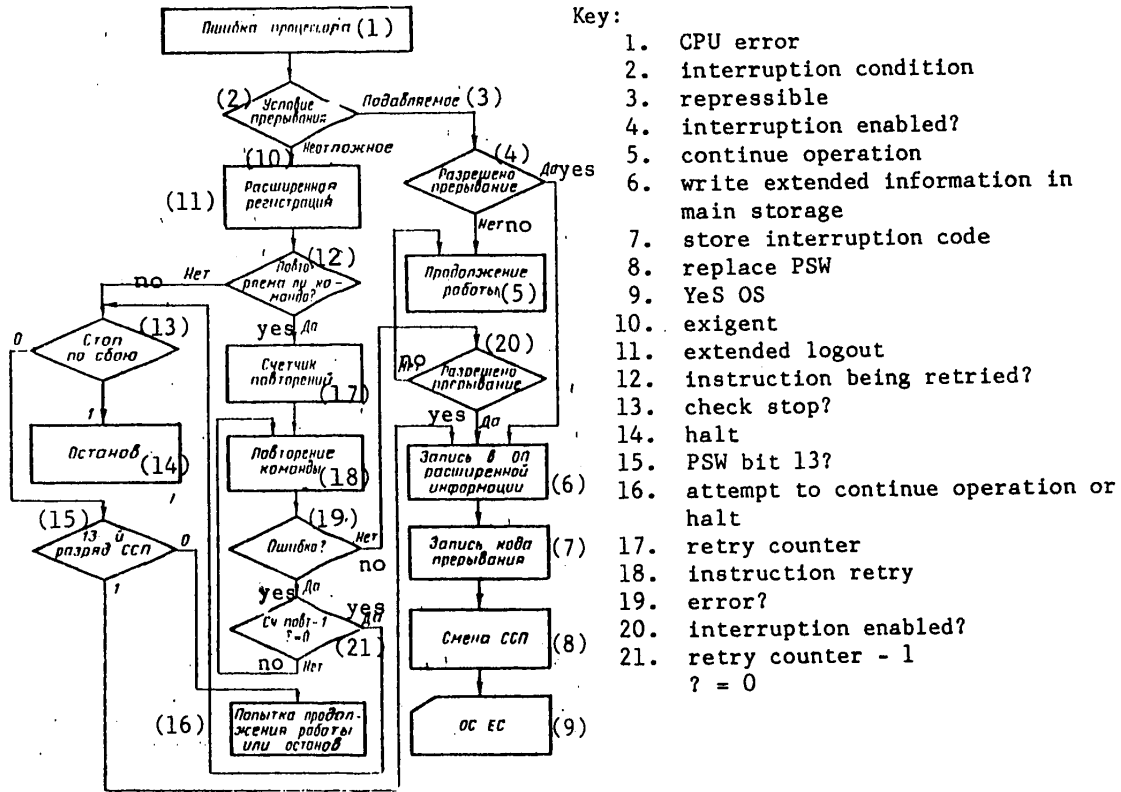 Ошибка процессора (1)
(2)
Условие
прерывания
Подавляемое (3)
Неотложное
(10)
(4)
Разрешено
прерывание
Да yes
Расширенная
регистрация
(11)
Нет no
(12)
Повто-
ряема ли ко-
манда?
Нет
no
Продолжение
работы (5)
(13)
0
Стоп
по сбою
yes Да
1
Счетчик
повторений
(17)
(20)
no
Нет
Разрешено
прерывание
yes Да
Останов
(14)
Повторение
команды
(18)
Запись в ОП
расширенной
информации
(6)
(15)
13-й
разряд ССП
0
1
(19)
Ошибка?
Нет
no
Запись кода
прерывания
(7)
yes Да
Сч повт-1
?=0
yes
Да
(21)
no Нет
Смена ССП
(8)
(16)
Попытка продол-
жения работы
или останов
ОС ЕС
(9)
Key:
1. CPU error
2. interruption condition
3. repressible
4. interruption enabled?
5. continue operation
6. write extended information in
main storage
7. store interruption code
8. replace PSW
9. YeS OS
10. exigent
11. extended logout
12. instruction being retried?
13. check stop?
14. halt
15. PSW bit 13?
16. attempt to continue operation or
halt
17. retry counter
18. instruction retry
19. error?
20. interruption enabled?
21. retry counter - 1
? = 0